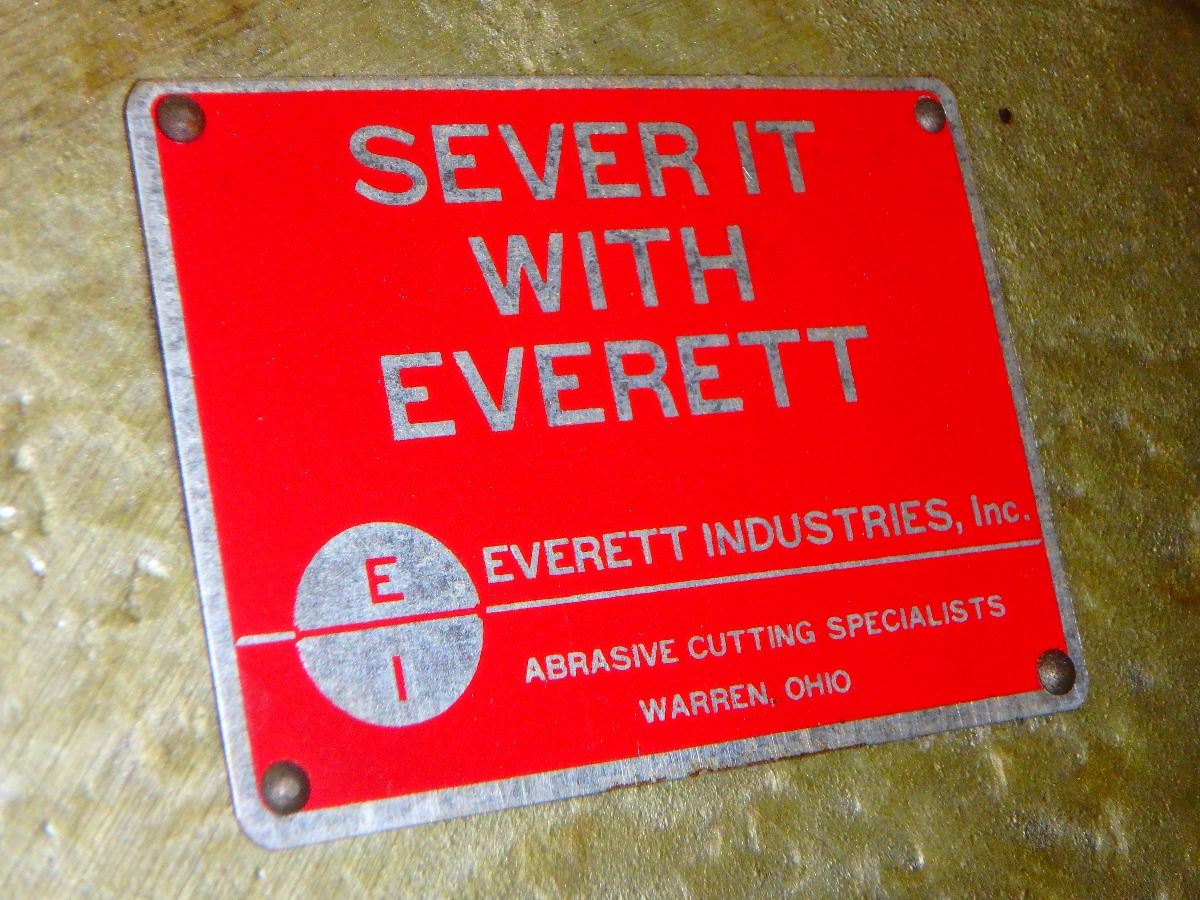 SEVER IT
WITH
EVERETT
E
I
EVERETT INDUSTRIES, Inc.
ABRASIVE CUTTING SPECIALISTS
WARREN, OHIO